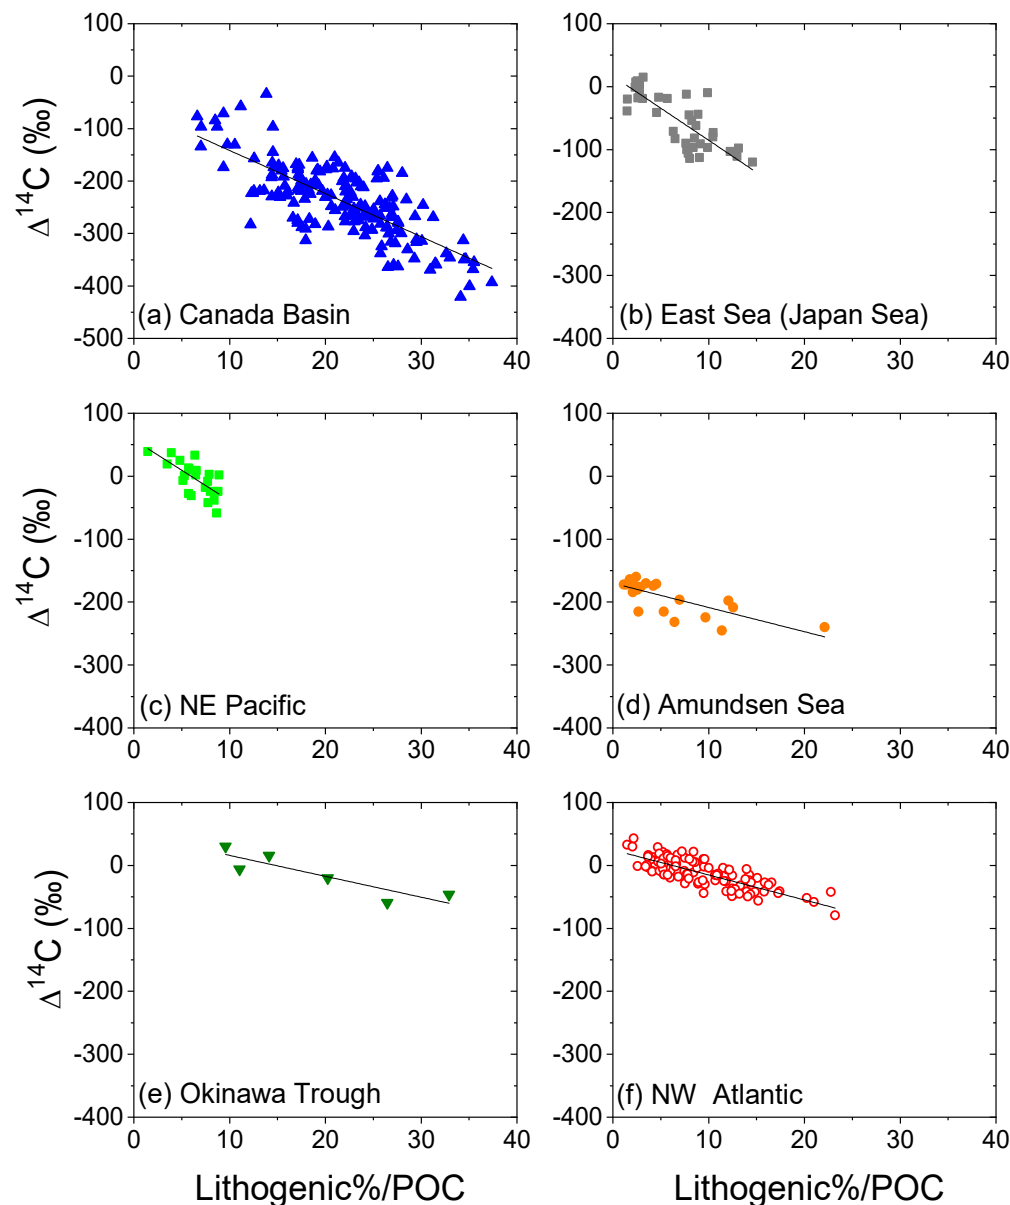 100
0
-100
-200
-300
-400
-500
0 10 20 30 40
Δ¹⁴C (‰)
(a) Canada Basin
100
0
-100
-200
-300
-400
0 10 20 30 40
(b) East Sea (Japan Sea)
100
0
-100
-200
-300
-400
0 10 20 30 40
Δ¹⁴C (‰)
(c) NE Pacific
100
0
-100
-200
-300
-400
0 10 20 30 40
(d) Amundsen Sea
100
0
-100
-200
-300
-400
0 10 20 30 40
Δ¹⁴C (‰)
(e) Okinawa Trough
Lithogenic%/POC
100
0
-100
-200
-300
-400
0 10 20 30 40
(f) NW Atlantic
Lithogenic%/POC